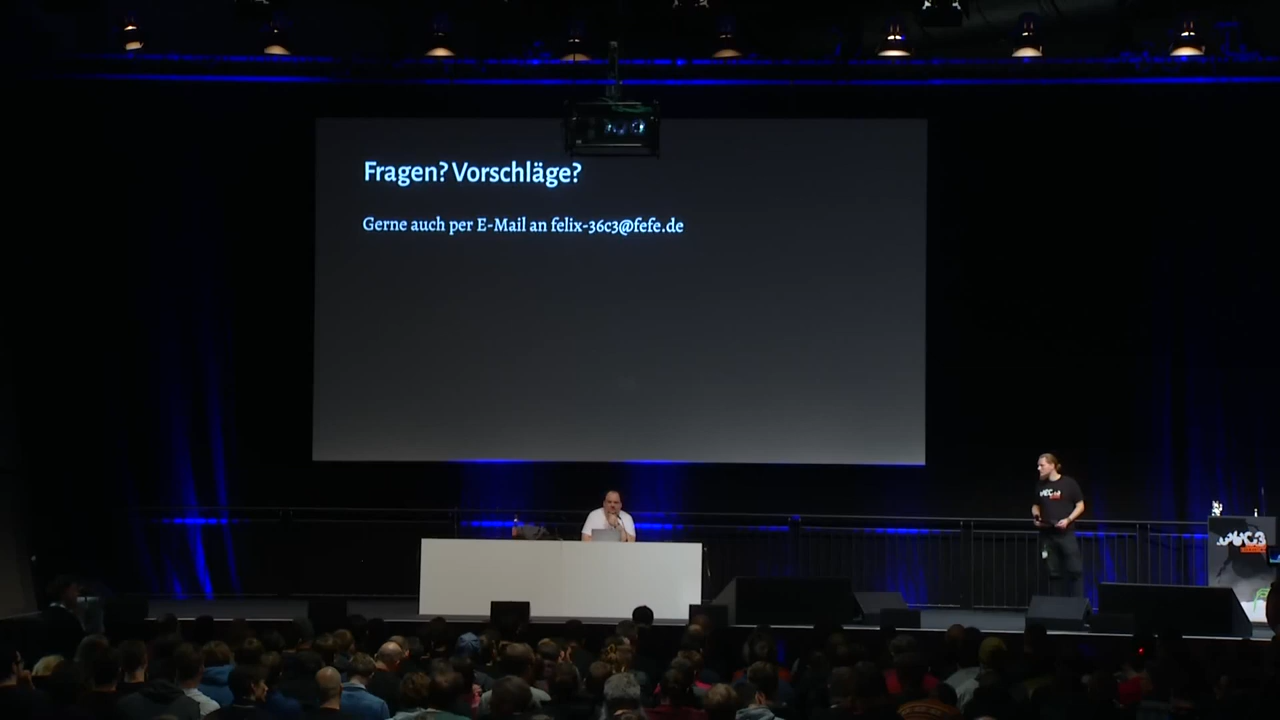 Fragen? Vorschläge?
Gerne auch per E-Mail an felix-36c3@fefe.de